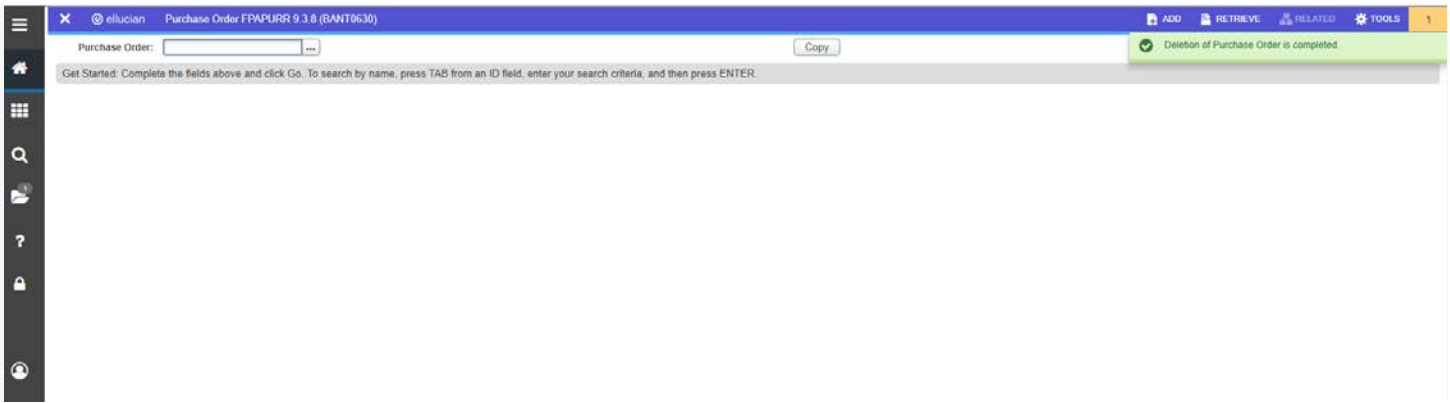 ellucian Purchase Order FPAPURR 9.3.8 (BANT0630) ADD RETRIEVE RELATED TOOLS 1
Purchase Order: ... Copy
Deletion of Purchase Order is completed.
Get Started: Complete the fields above and click Go. To search by name, press TAB from an ID field, enter your search criteria, and then press ENTER.
1
?